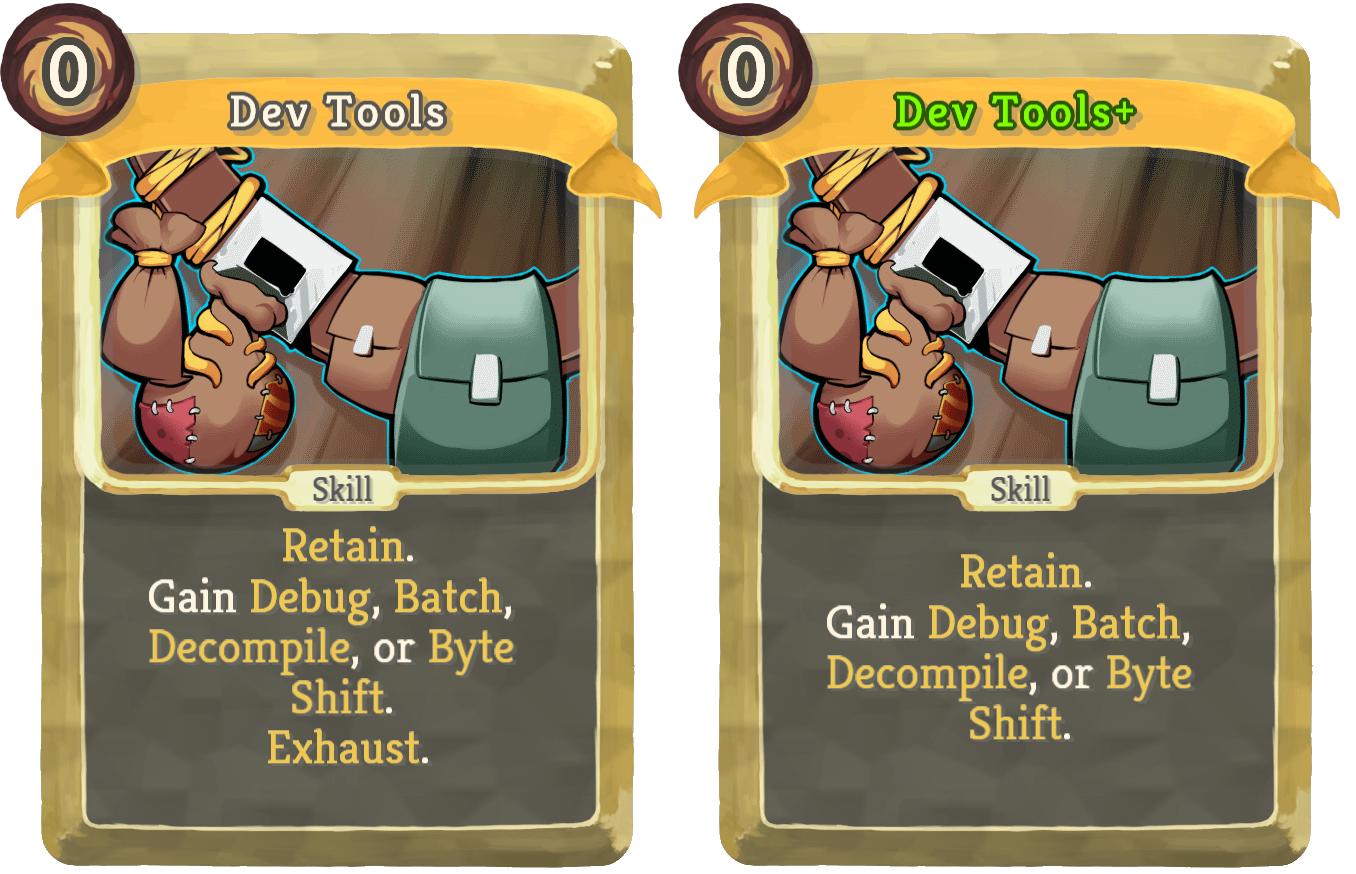 0
Dev Tools
Skill
Retain.
Gain Debug, Batch,
Decompile, or Byte
Shift.
Exhaust.
0
Dev Tools+
Skill
Retain.
Gain Debug, Batch,
Decompile, or Byte
Shift.